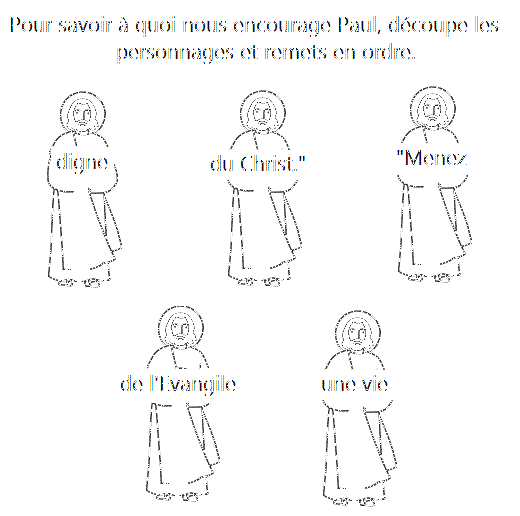 Pour savoir à quoi nous encourage Paul, découpe les
personnages et remets en ordre.
digne
du Christ."
"Menez
de l'Evangile
une vie